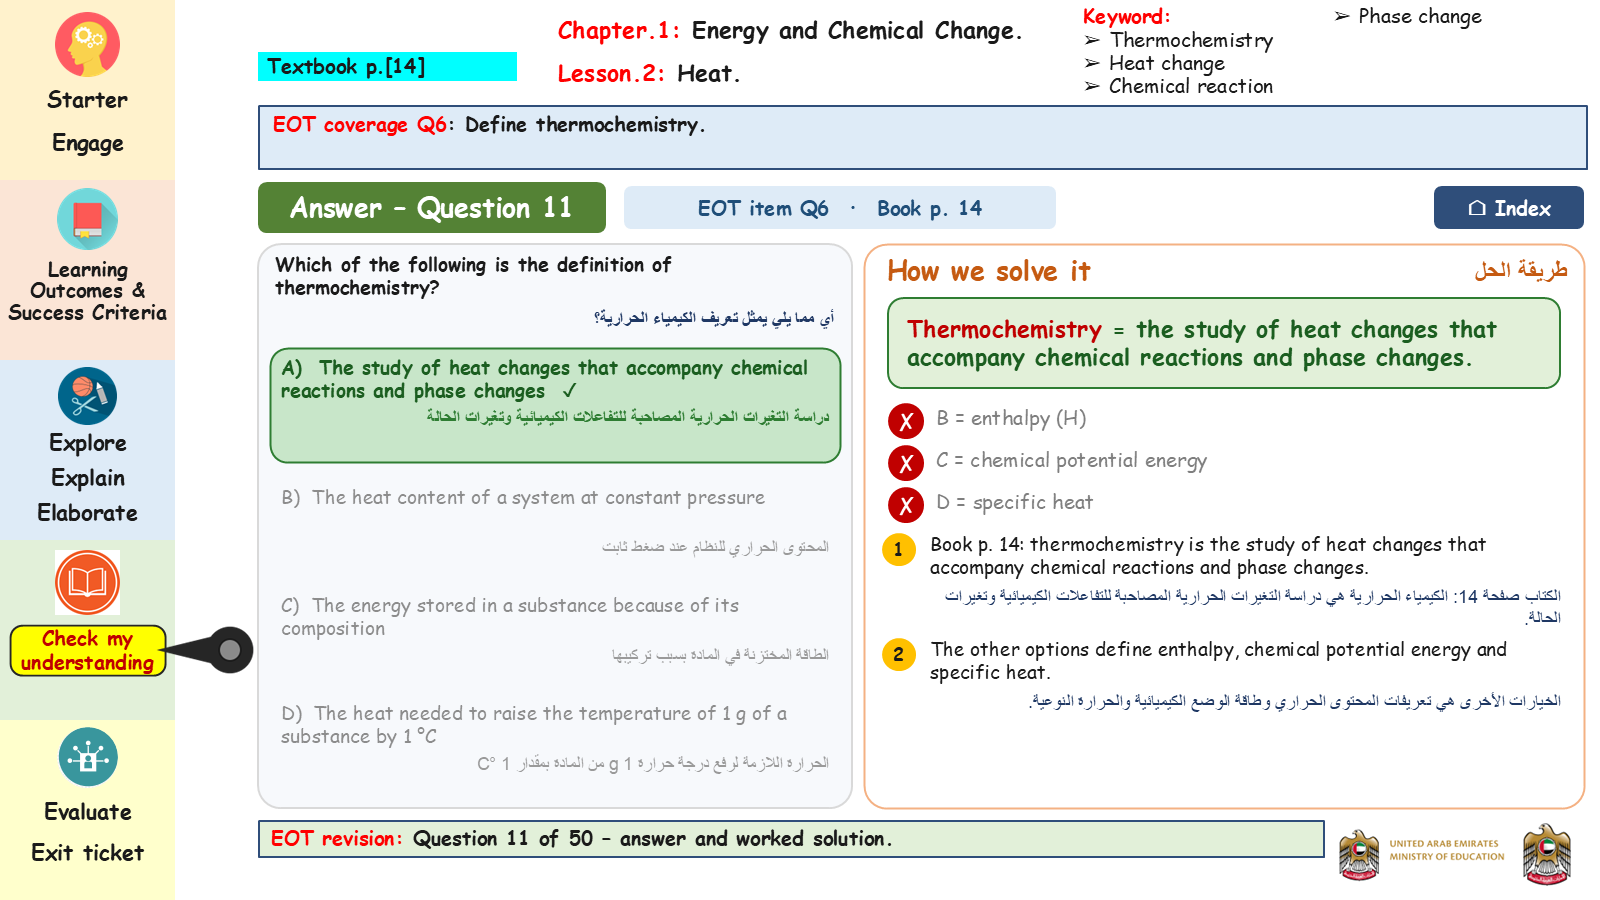 Starter
Engage
Learning
Outcomes &
Success Criteria
Explore
Explain
Elaborate
Check my
understanding
Evaluate
Exit ticket
Textbook p.[14]
Chapter.1: Energy and Chemical Change.
Lesson.2: Heat.
Keyword:
➢ Thermochemistry
➢ Heat change
➢ Chemical reaction
➢ Phase change
EOT coverage Q6: Define thermochemistry.
Answer – Question 11
EOT item Q6 · Book p. 14
Index
Which of the following is the definition of
thermochemistry?
أي مما يلي يمثل تعريف الكيمياء الحرارية؟
A) The study of heat changes that accompany chemical
reactions and phase changes ✓
دراسة التغيرات الحرارية المصاحبة للتفاعلات الكيميائية وتغيرات الحالة
B) The heat content of a system at constant pressure
المحتوى الحراري للنظام عند ضغط ثابت
C) The energy stored in a substance because of its
composition
الطاقة المختزنة في المادة بسبب تركيبها
D) The heat needed to raise the temperature of 1 g of a
substance by 1 °C
الحرارة اللازمة لرفع درجة حرارة 1 g من المادة بمقدار 1 °C
How we solve it
طريقة الحل
Thermochemistry = the study of heat changes that
accompany chemical reactions and phase changes.
X B = enthalpy (H)
X C = chemical potential energy
X D = specific heat
1 Book p. 14: thermochemistry is the study of heat changes that
accompany chemical reactions and phase changes.
الكتاب صفحة 14: الكيمياء الحرارية هي دراسة التغيرات الحرارية المصاحبة للتفاعلات الكيميائية وتغيرات
الحالة.
2 The other options define enthalpy, chemical potential energy and
specific heat.
الخيارات الأخرى هي تعريفات المحتوى الحراري وطاقة الوضع الكيميائية والحرارة النوعية.
EOT revision: Question 11 of 50 – answer and worked solution.
UNITED ARAB EMIRATES
MINISTRY OF EDUCATION